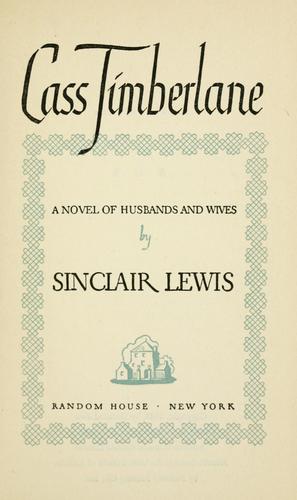 Cass Timberlane
A NOVEL OF HUSBANDS AND WIVES
by
SINCLAIR LEWIS
RANDOM HOUSE · NEW YORK